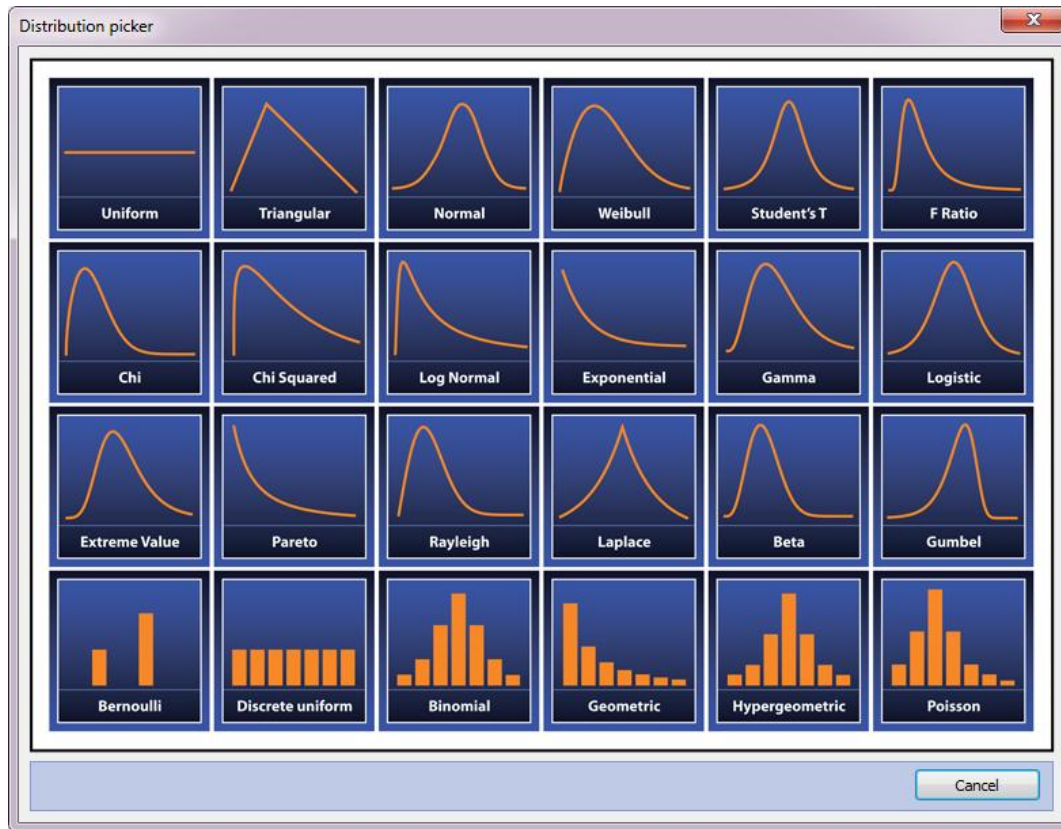 Distribution picker
x
Uniform
Triangular
Normal
Weibull
Student's T
F Ratio
Chi
Chi Squared
Log Normal
Exponential
Gamma
Logistic
Extreme Value
Pareto
Rayleigh
Laplace
Beta
Gumbel
Bernoulli
Discrete uniform
Binomial
Geometric
Hypergeometric
Poisson
Cancel